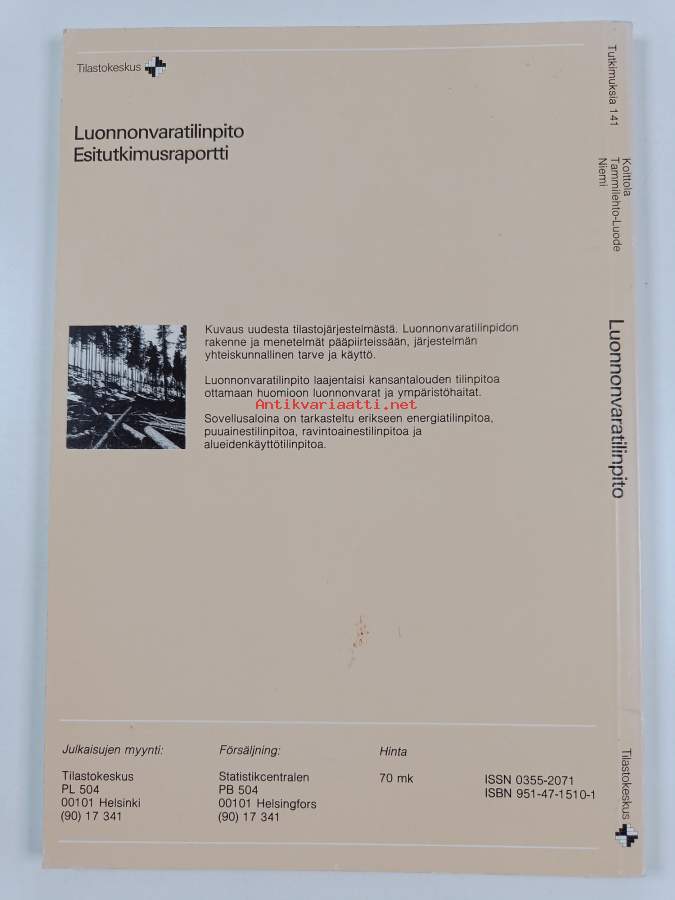 Tilastokeskus
Luonnonvaratilinpito
Esitutkimusraportti
Kuvaus uudesta tilastojärjestelmästä. Luonnonvaratilinpidon
rakenne ja menetelmät pääpiirteissään, järjestelmän
yhteiskunnallinen tarve ja käyttö.
Luonnonvaratilinpito laajentaisi kansantalouden tilinpitoa
ottamaan huomioon luonnonvarat ja ympäristöhaitat.
Antikvariaatti.net
Sovellusaloina on tarkasteltu erikseen energiatilinpitoa,
puuainestilinpitoa, ravintoainestilinpitoa ja
alueidenkäyttötilinpitoa.
Julkaisujen myynti:
Tilastokeskus
PL 504
00101 Helsinki
(90) 17 341
Försäljning:
Statistikcentralen
PB 504
00101 Helsingfors
(90) 17 341
Hinta
70 mk
ISSN 0355-2071
ISBN 951-47-1510-1
Tutkimuksia 141
Kolttola
Tammilehto-Luode
Niemi
Luonnonvaratilinpito
Tilastokeskus